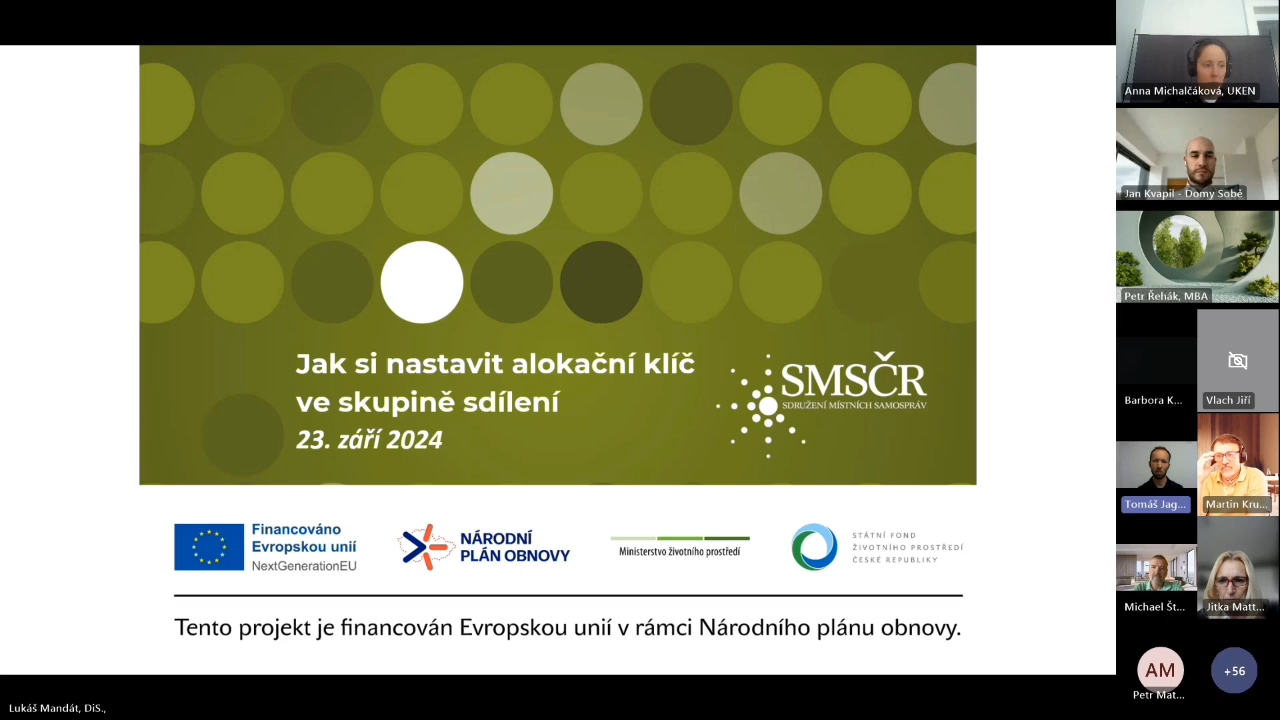 Jak si nastavit alokační klíč
ve skupině sdílení
23. září 2024
SMSČR
SDRUŽENÍ MÍSTNÍCH SAMOSPRÁV
Financováno
Evropskou unií
NextGenerationEU
NÁRODNÍ
PLÁN OBNOVY
Ministerstvo životního prostředí
STÁTNÍ FOND
ŽIVOTNÍHO PROSTŘEDÍ
ČESKÉ REPUBLIKY
Tento projekt je financován Evropskou unií v rámci Národního plánu obnovy.
Lukáš Mandát, DiS.,
Anna Michalčáková, UKEN
Jan Kvapil - Domy Sobě
Petr Řehák, MBA
Barbora K...
Vlach Jiří
Tomáš Jag...
Martin Kru...
Michael Št...
Jitka Matt...
AM
Petr Mat...
+56